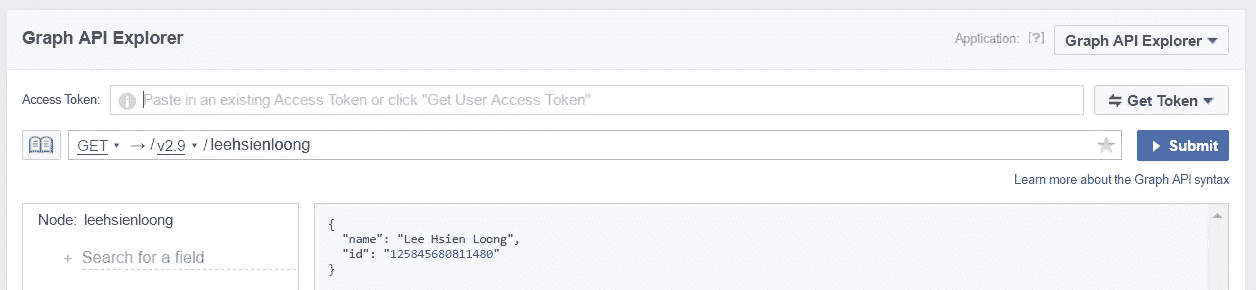 Graph API Explorer
Application: [?] Graph API Explorer
Access Token: Paste in an existing Access Token or click "Get User Access Token" Get Token
GET → / v2.9 / leehsienloong Submit
Learn more about the Graph API syntax
Node: leehsienloong
+ Search for a field
{
"name": "Lee Hsien Loong",
"id": "125845680811480"
}